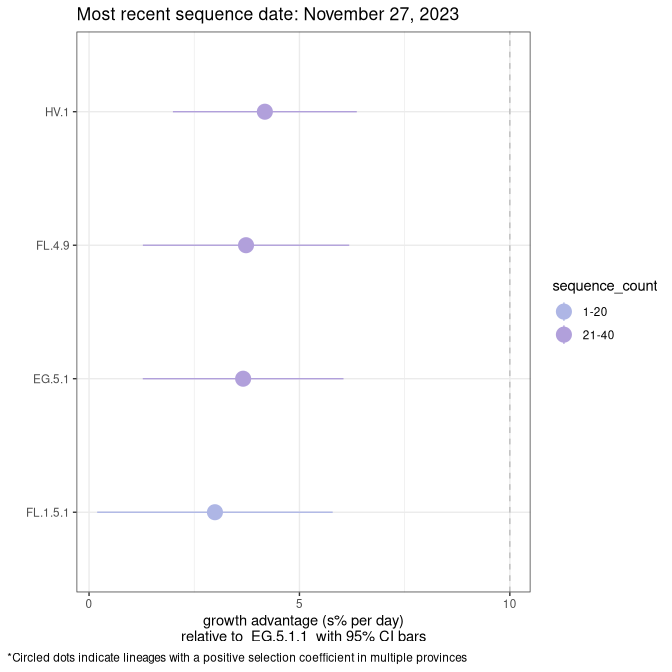 Most recent sequence date: November 27, 2023
HV.1
FL.4.9
EG.5.1
FL.1.5.1
0
5
10
growth advantage (s% per day)
relative to  EG.5.1.1  with 95% CI bars
sequence_count
1-20
21-40
*Circled dots indicate lineages with a positive selection coefficient in multiple provinces